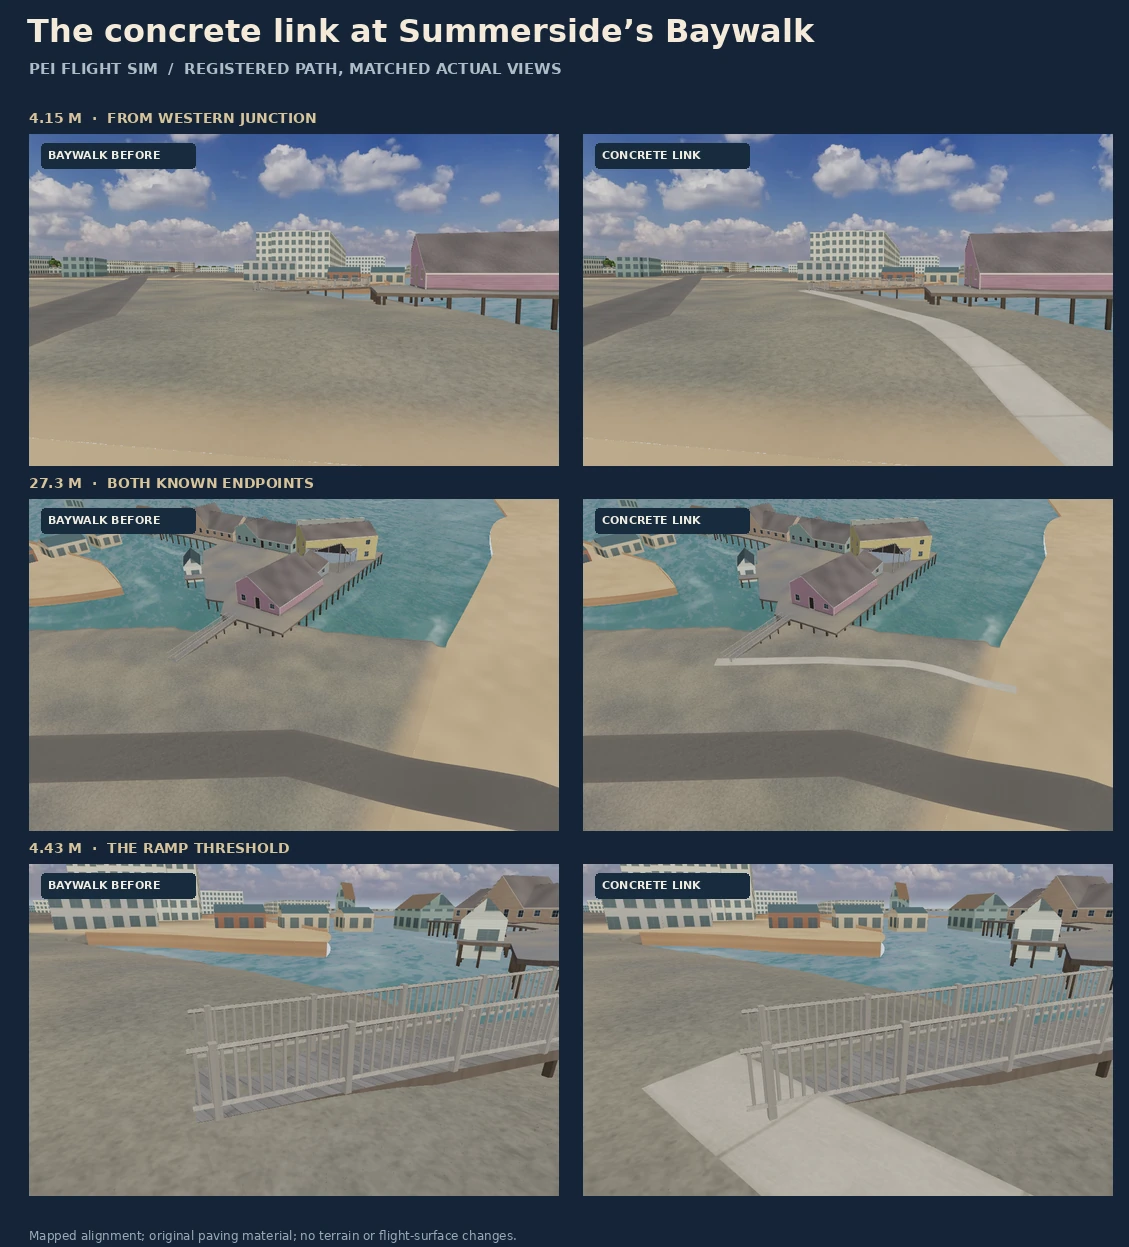 The concrete link at Summerside’s Baywalk
PEI FLIGHT SIM / REGISTERED PATH, MATCHED ACTUAL VIEWS
4.15 M · FROM WESTERN JUNCTION
BAYWALK BEFORE
CONCRETE LINK
27.3 M · BOTH KNOWN ENDPOINTS
BAYWALK BEFORE
CONCRETE LINK
4.43 M · THE RAMP THRESHOLD
BAYWALK BEFORE
CONCRETE LINK
Mapped alignment; original paving material; no terrain or flight-surface changes.